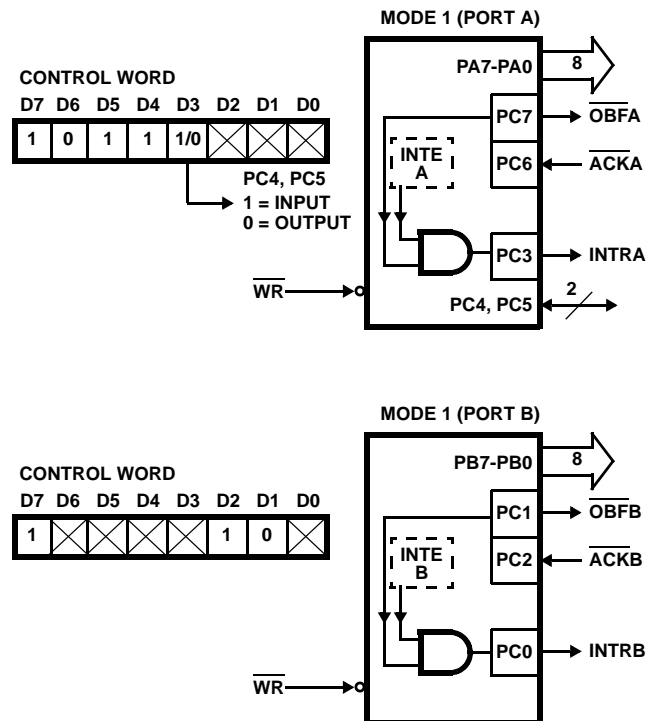 MODE 1 (PORT A)
CONTROL WORD
D7 D6 D5 D4 D3 D2 D1 D0
1 0 1 1 1/0
PC4, PC5
1 = INPUT
0 = OUTPUT
PA7-PA0
8
PC7
OBFA
INTE
A
PC6
ACKA
PC3
INTRA
WR
PC4, PC5
2
MODE 1 (PORT B)
CONTROL WORD
D7 D6 D5 D4 D3 D2 D1 D0
1 1 0
PB7-PB0
8
PC1
OBFB
INTE
B
PC2
ACKB
PC0
INTRB
WR